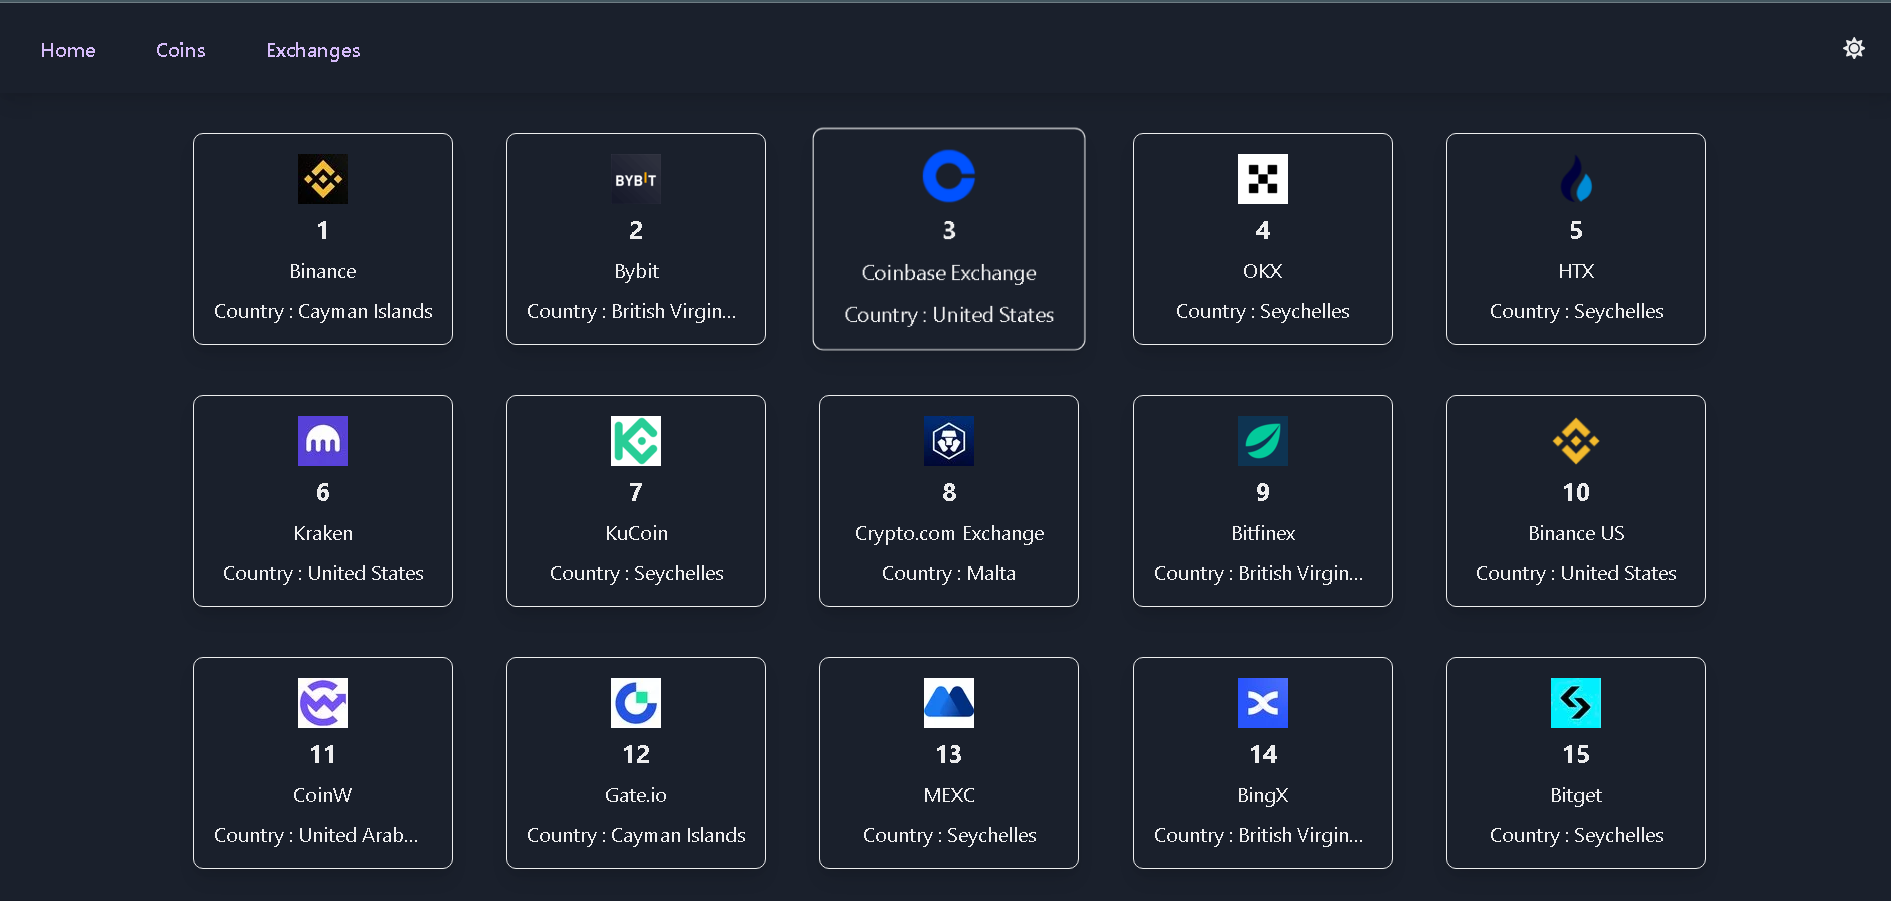 Home Coins Exchanges
BYBIT
1
Binance
Country : Cayman Islands
2
Bybit
Country : British Virgin...
3
Coinbase Exchange
Country : United States
4
OKX
Country : Seychelles
5
HTX
Country : Seychelles
6
Kraken
Country : United States
7
KuCoin
Country : Seychelles
8
Crypto.com Exchange
Country : Malta
9
Bitfinex
Country : British Virgin...
10
Binance US
Country : United States
11
CoinW
Country : United Arab...
12
Gate.io
Country : Cayman Islands
13
MEXC
Country : Seychelles
14
BingX
Country : British Virgin...
15
Bitget
Country : Seychelles